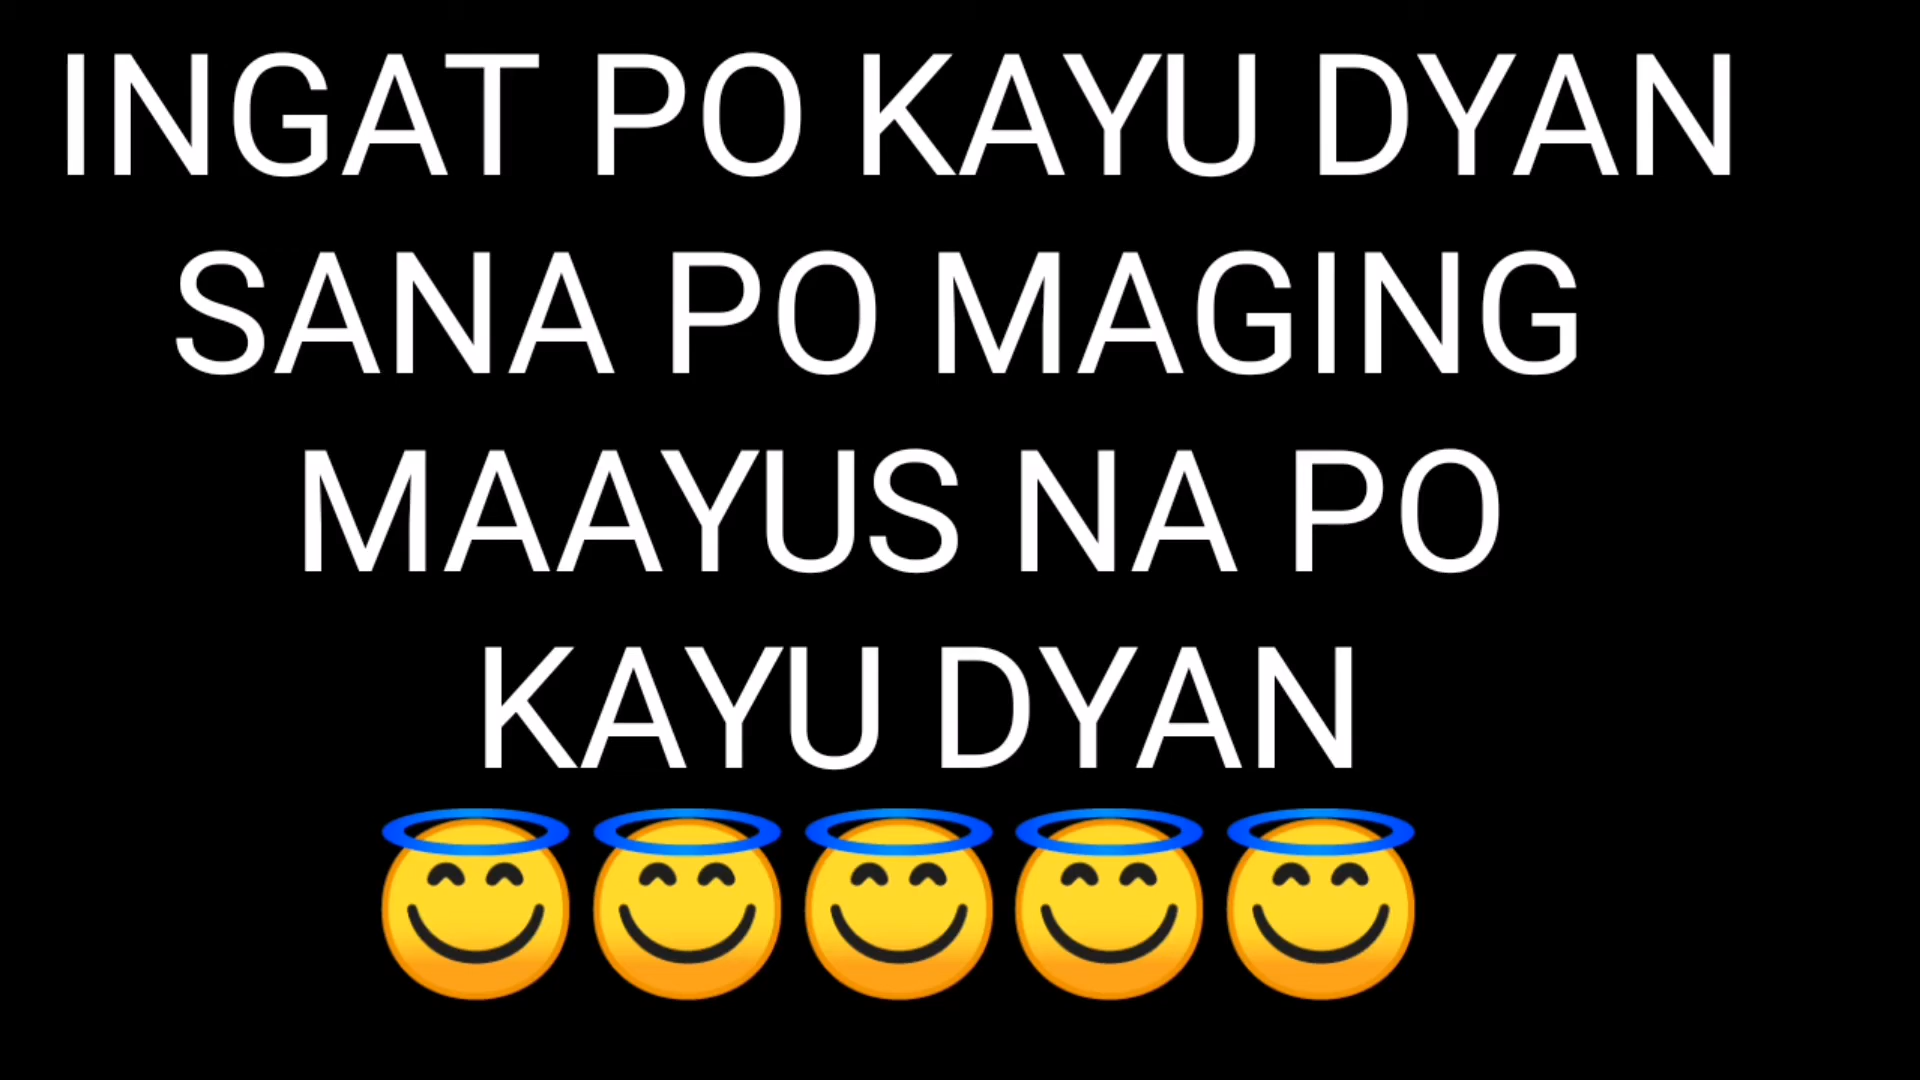 INGAT PO KAYU DYAN
SANA PO MAGING
MAAYUS NA PO
KAYU DYAN
😇😇😇😇😇